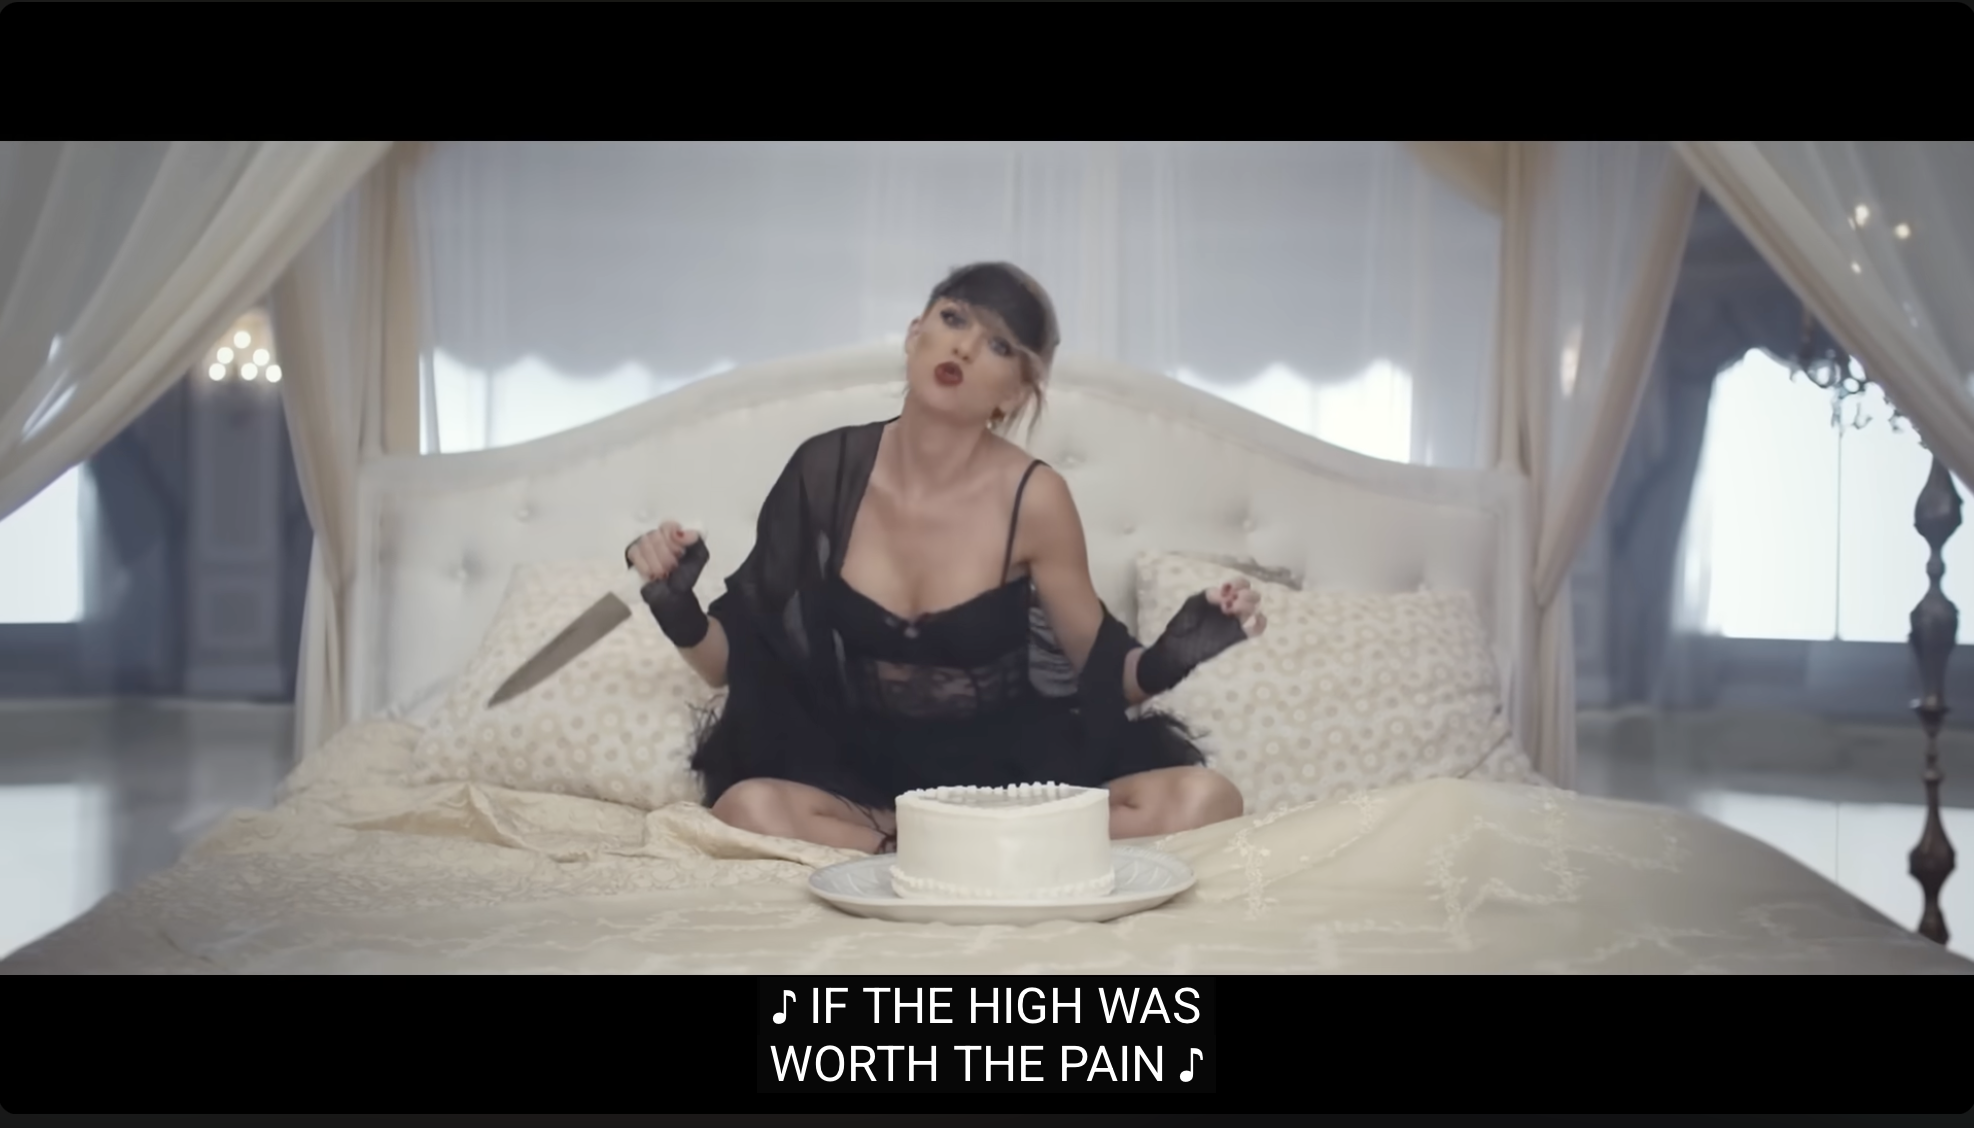 ♪ IF THE HIGH WAS
WORTH THE PAIN ♪